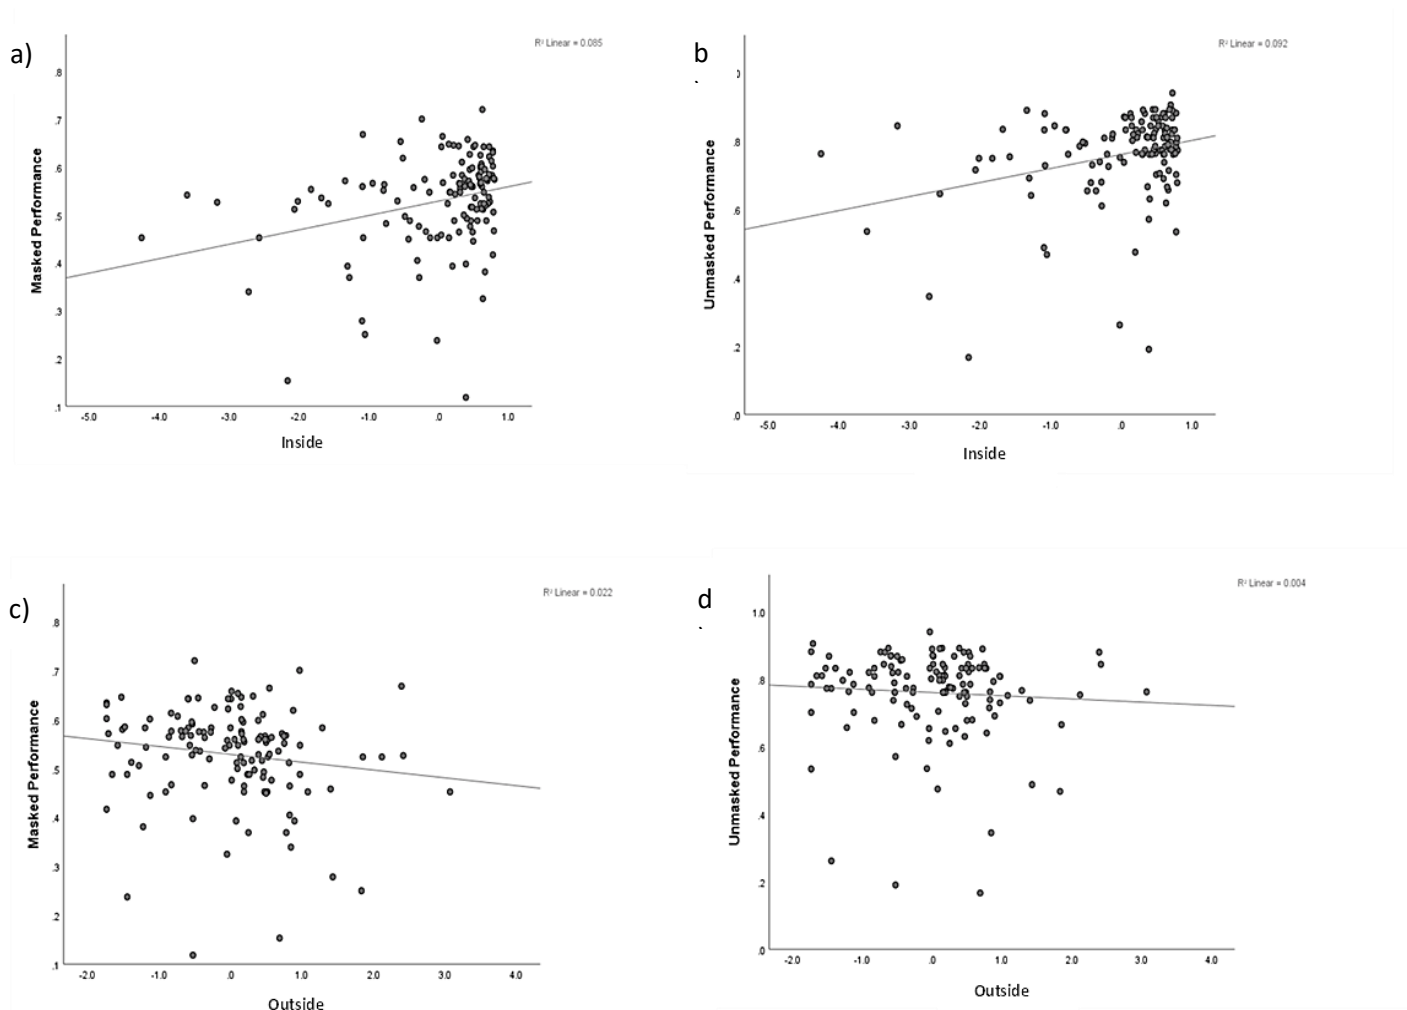 a)
R² Linear = 0.085
.8
.7
.6
.5
.4
.3
.2
.1
Masked Performance
-5.0 -4.0 -3.0 -2.0 -1.0 .0 1.0
Inside
b
R² Linear = 0.092
.8
.6
.4
.2
.0
Unmasked Performance
-5.0 -4.0 -3.0 -2.0 -1.0 .0 1.0
Inside
c)
R² Linear = 0.022
.8
.7
.6
.5
.4
.3
.2
.1
Masked Performance
-2.0 -1.0 .0 1.0 2.0 3.0 4.0
Outside
d
R² Linear = 0.004
1.0
.8
.6
.4
.2
.0
Unmasked Performance
-2.0 -1.0 .0 1.0 2.0 3.0 4.0
Outside